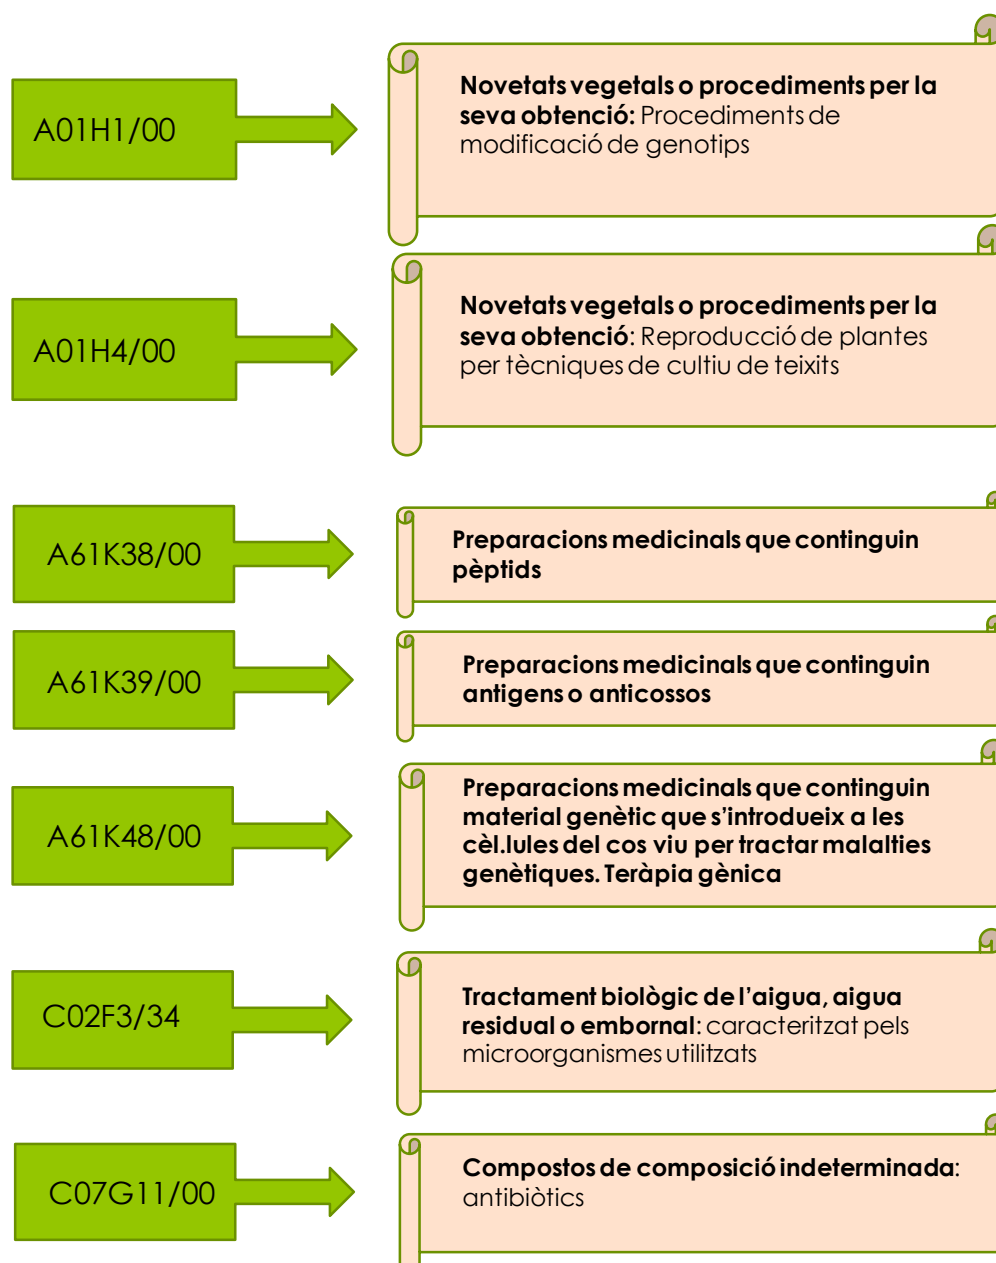 A01H1/00
Novetats vegetals o procediments per la
seva obtenció: Procediments de
modificació de genotips
A01H4/00
Novetats vegetals o procediments per la
seva obtenció: Reproducció de plantes
per tècniques de cultiu de teixits
A61K38/00
Preparacions medicinals que continguin
pèptids
A61K39/00
Preparacions medicinals que continguin
antigens o anticossos
A61K48/00
Preparacions medicinals que continguin
material genètic que s’introdueix a les
cèl.lules del cos viu per tractar malalties
genètiques. Teràpia gènica
C02F3/34
Tractament biològic de l’aigua, aigua
residual o embornal: caracteritzat pels
microorganismes utilitzats
C07G11/00
Compostos de composició indeterminada:
antibiòtics